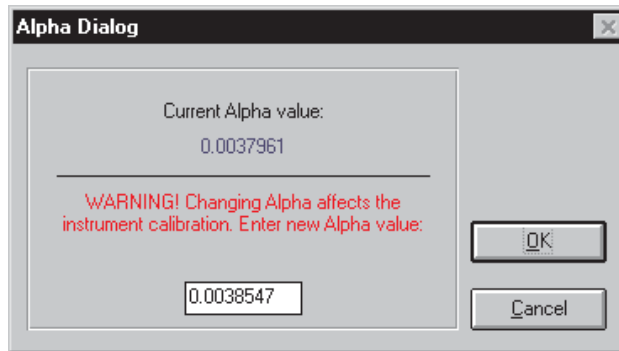 Alpha Dialog
Current Alpha value:
0.0037961
WARNING! Changing Alpha affects the
instrument calibration. Enter new Alpha value:
0.0038547
OK
Cancel